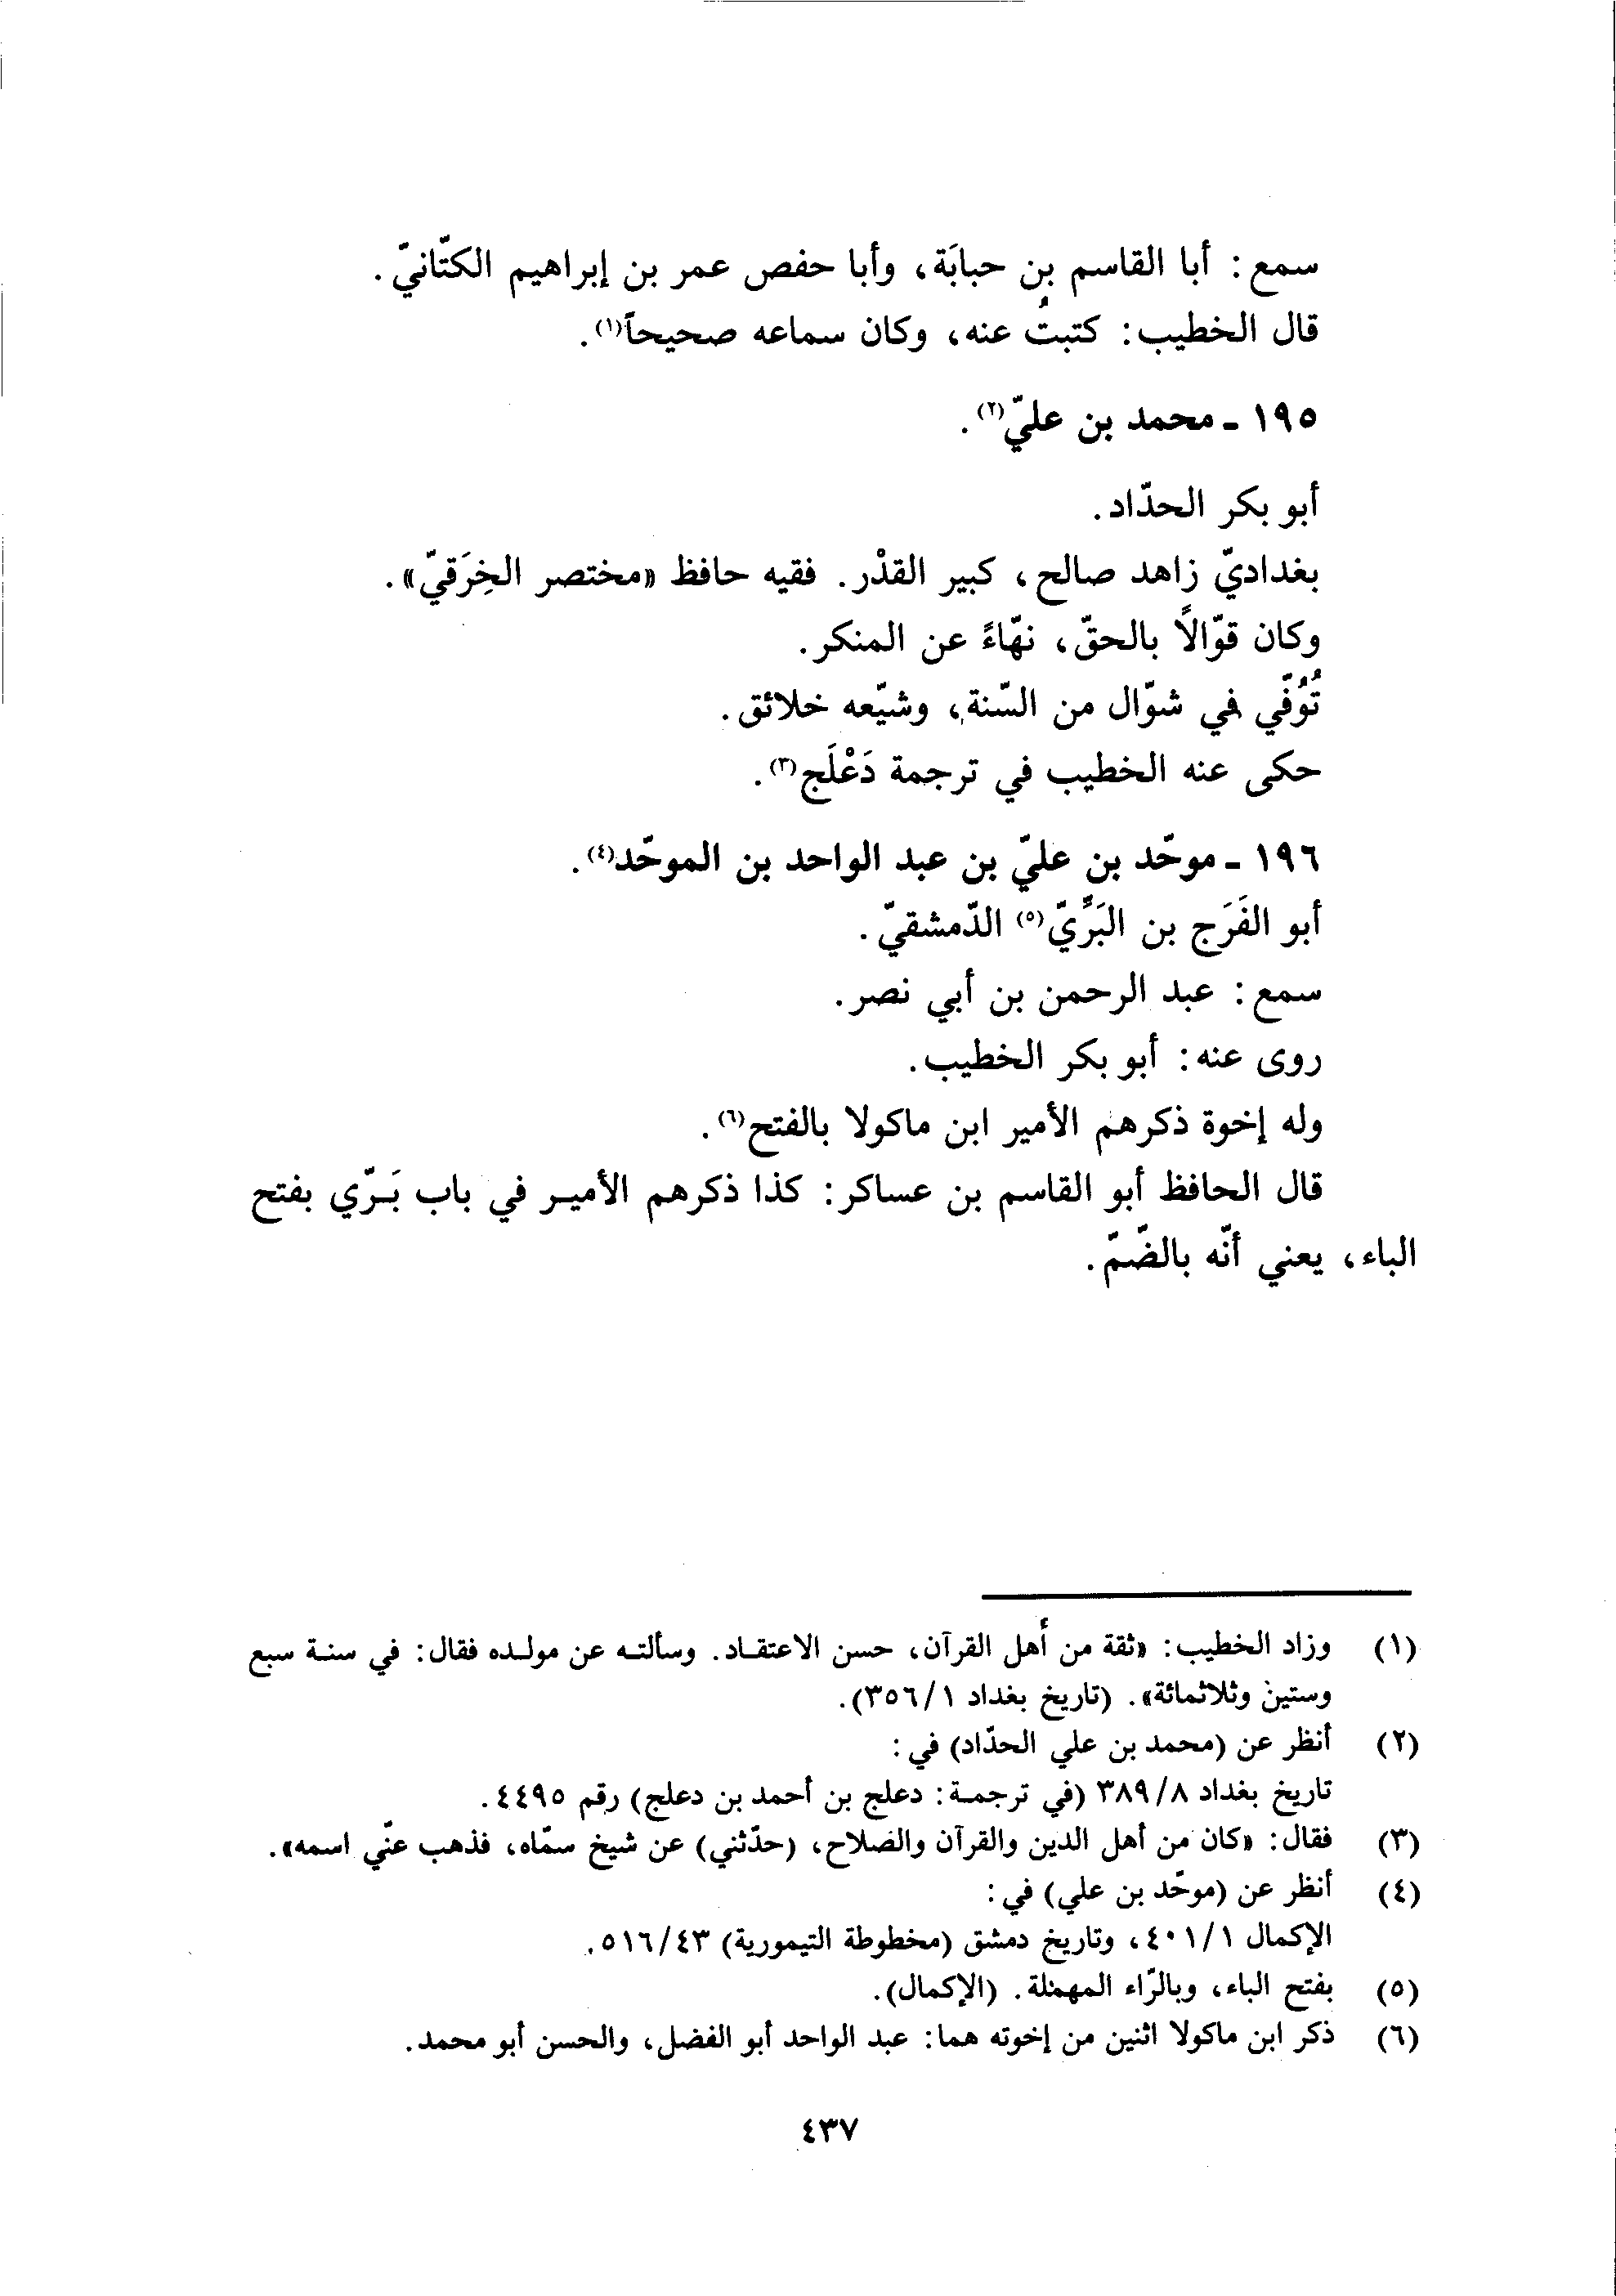 سمع : أبا القاسم بن حبابَة، وأبا حفص عمر بن إبراهيم الكتّانيّ.
قال الخطيب: كتبتُ عنه، وكان سماعه صحيحاً(١).
١٩٥ - محمد بن عليّ(٢).
أبو بكر الحدّاد.
بغداديّ زاهد صالح، كبير القدْر. فقيه حافظ «مختصر الخِرَقيّ».
وكان قوّالاً بالحقّ، نهّاءً عن المنكر.
تُوُفّي في شوّال من السّنة، وشيّعه خلائق.
حكى عنه الخطيب في ترجمة دَعْلَج(٣).
١٩٦ - موحّد بن عليّ بن عبد الواحد بن الموحّد(٤).
أبو الفَرَج بن البَرِّيّ(٥) الدّمشقيّ.
سمع : عبد الرحمن بن أبي نصر.
روى عنه: أبو بكر الخطيب.
وله إخوة ذكرهم الأمير ابن ماكولا بالفتح(٦).
قال الحافظ أبو القاسم بن عساكر: كذا ذكرهم الأمير في باب بَرّي بفتح
الباء، يعني أنّه بالضّمّ.
(١) وزاد الخطيب: «ثقة من أهل القرآن، حسن الاعتقاد. وسألته عن مولده فقال: في سنة سبع
وستين وثلاثمائة». (تاريخ بغداد ٣٥٦/١).
(٢) أنظر عن (محمد بن علي الحدّاد) في :
تاريخ بغداد ٣٨٩/٨ (في ترجمة: دعلج بن أحمد بن دعلج) رقم ٤٤٩٥.
(٣) فقال: «كان من أهل الدين والقرآن والصلاح، (حدّثني) عن شيخ سمّاه، فذهب عنّي اسمه».
(٤) أنظر عن (موحّد بن علي) في :
الإكمال ٤٠١/١، وتاريخ دمشق (مخطوطة التيمورية) ٥١٦/٤٣.
(٥) بفتح الباء، وبالرّاء المهملة. (الإكمال).
(٦) ذكر ابن ماكولا اثنين من إخوته هما: عبد الواحد أبو الفضل، والحسن أبو محمد.
٤٣٧